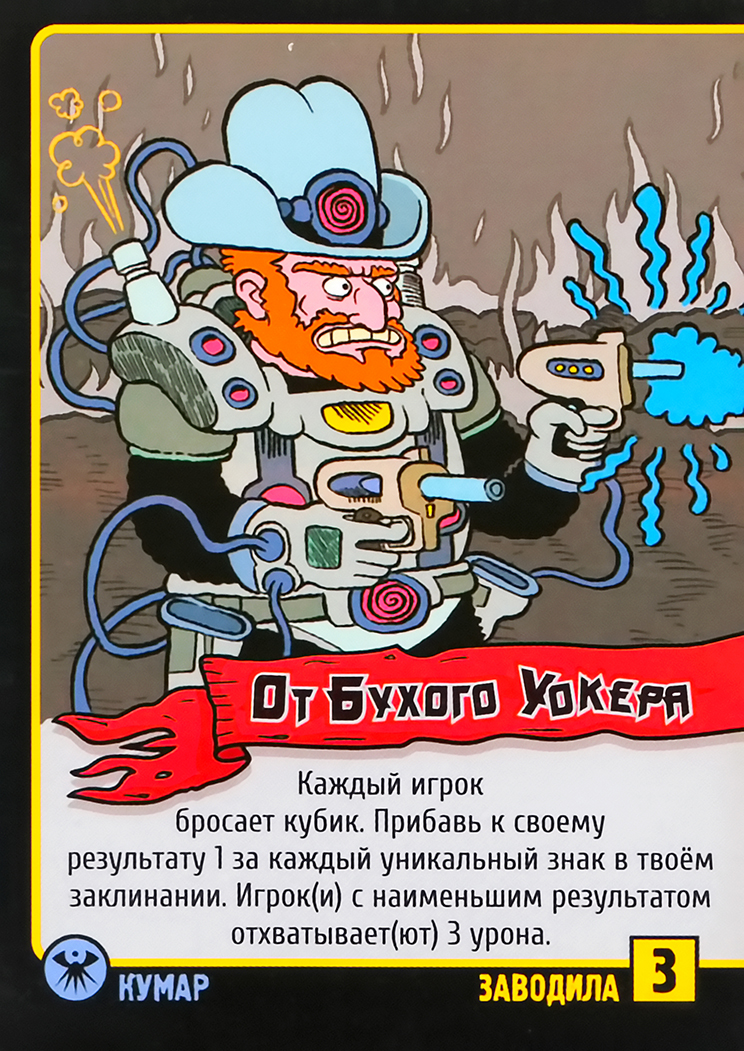 От Бухого Уокера
Каждый игрок
бросает кубик. Прибавь к своему
результату 1 за каждый уникальный знак в твоём
заклинании. Игрок(и) с наименьшим результатом
отхватывает(ют) 3 урона.
КУМАР
ЗАВОДИЛА 3